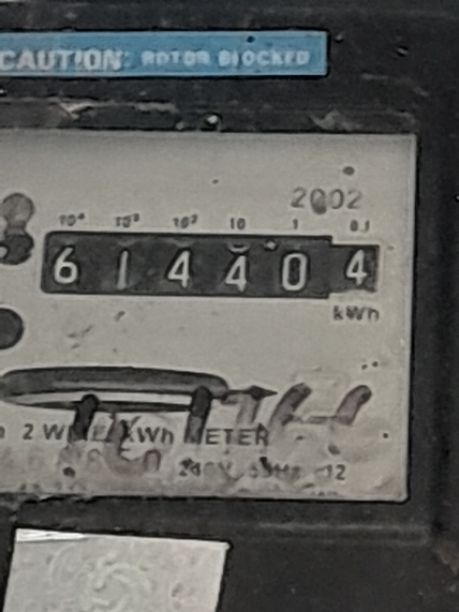 CAUTION: ROTOR BLOCKED
2002
10⁴ 10³ 10² 10 1 0.1
6 1 4 4 0 4
kWh
2 WIRE kWh METER
240V 50Hz